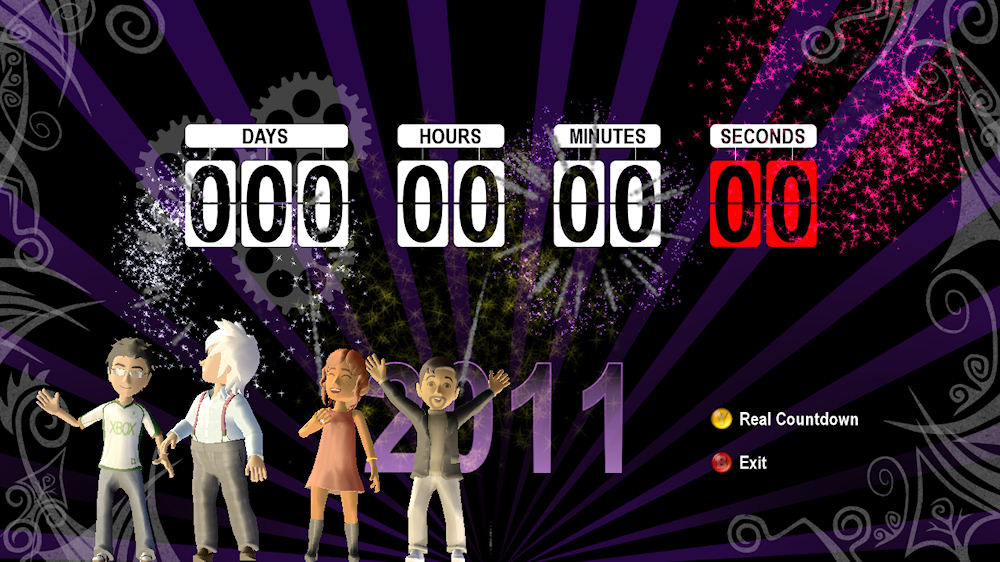 DAYS HOURS MINUTES SECONDS
000 00 00 00
XBOX
2011
Y Real Countdown
B Exit